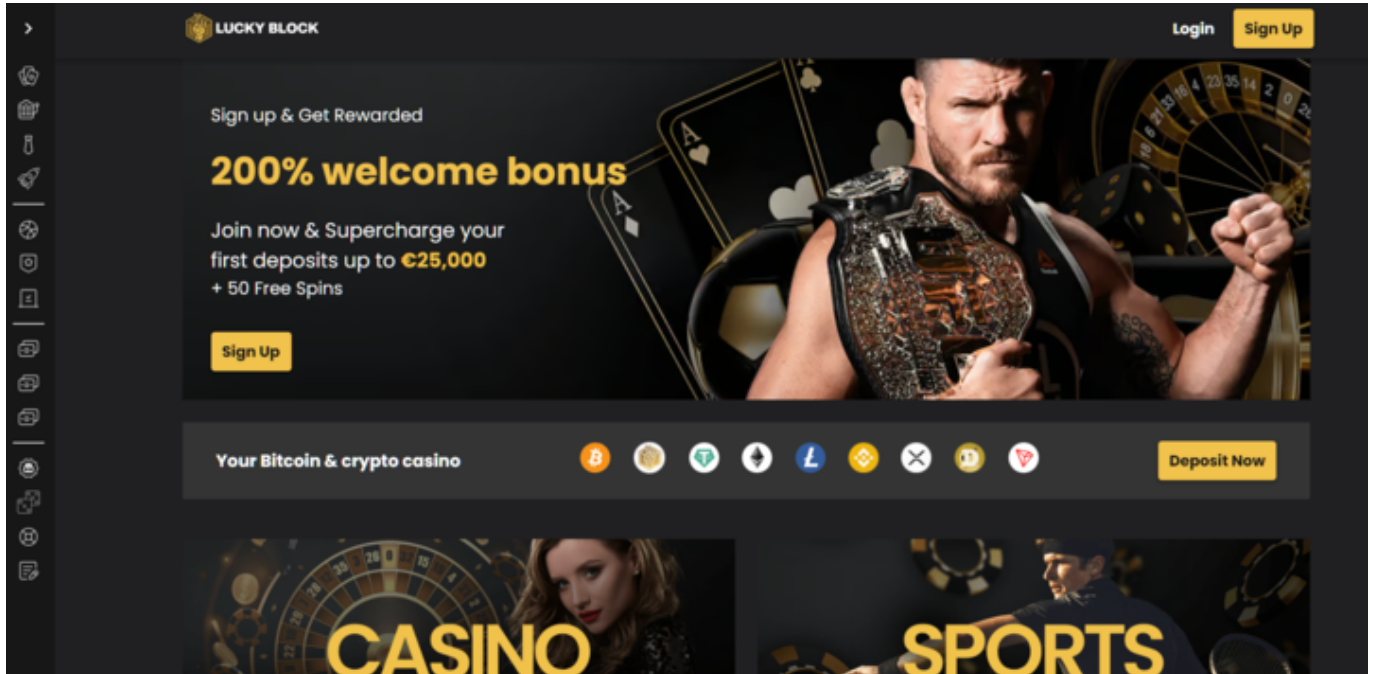 LUCKY BLOCK
Login
Sign Up
Sign up & Get Rewarded
200% welcome bonus
Join now & Supercharge your
first deposits up to €25,000
+ 50 Free Spins
Sign Up
Your Bitcoin & crypto casino
Deposit Now
CASINO
SPORTS